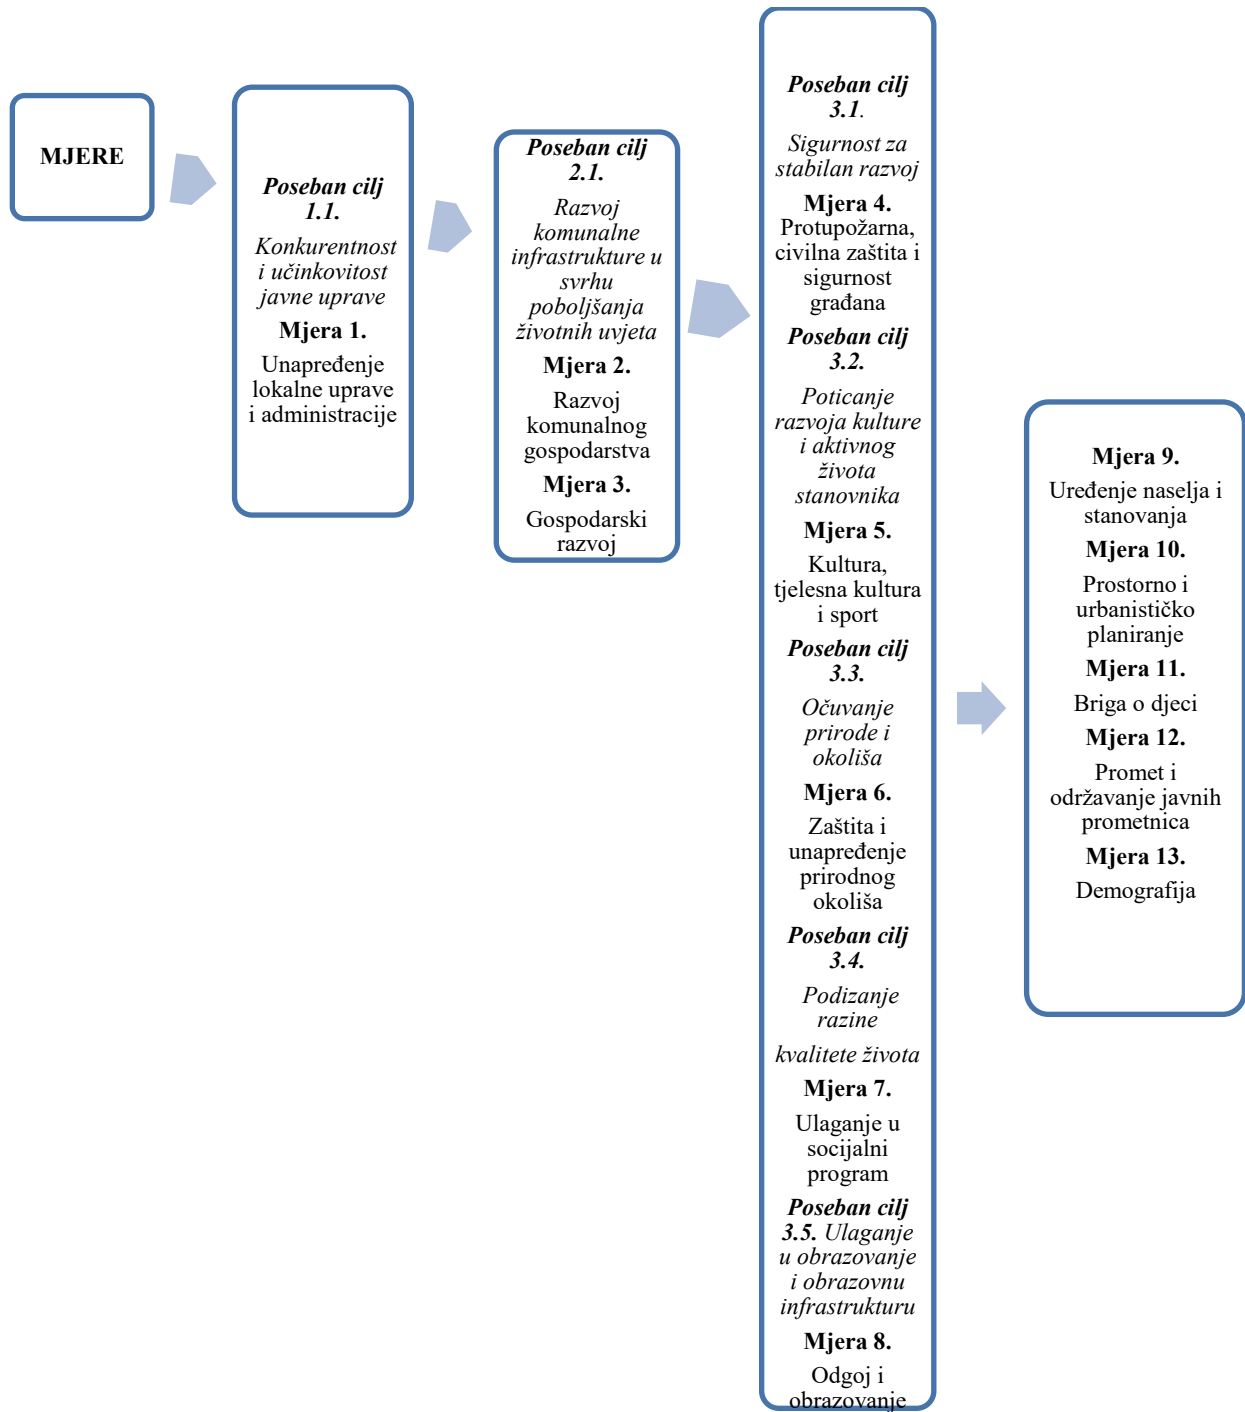 MJERE
Poseban cilj
1.1.
Konkurentnost
i učinkovitost
javne uprave
Mjera 1.
Unapređenje
lokalne uprave
i administracije
Poseban cilj
2.1.
Razvoj
komunalne
infrastrukture u
svrhu
poboljšanja
životnih uvjeta
Mjera 2.
Razvoj
komunalnog
gospodarstva
Mjera 3.
Gospodarski
razvoj
Poseban cilj
3.1.
Sigurnost za
stabilan razvoj
Mjera 4.
Protupožarna,
civilna zaštita i
sigurnost
građana
Poseban cilj
3.2.
Poticanje
razvoja kulture
i aktivnog
života
stanovnika
Mjera 5.
Kultura,
tjelesna kultura
i sport
Poseban cilj
3.3.
Očuvanje
prirode i
okoliša
Mjera 6.
Zaštita i
unapređenje
prirodnog
okoliša
Poseban cilj
3.4.
Podizanje
razine
kvalitete života
Mjera 7.
Ulaganje u
socijalni
program
Poseban cilj
3.5. Ulaganje
u obrazovanje
i obrazovnu
infrastrukturu
Mjera 8.
Odgoj i
obrazovanje
Mjera 9.
Uređenje naselja i
stanovanja
Mjera 10.
Prostorno i
urbanističko
planiranje
Mjera 11.
Briga o djeci
Mjera 12.
Promet i
održavanje javnih
prometnica
Mjera 13.
Demografija